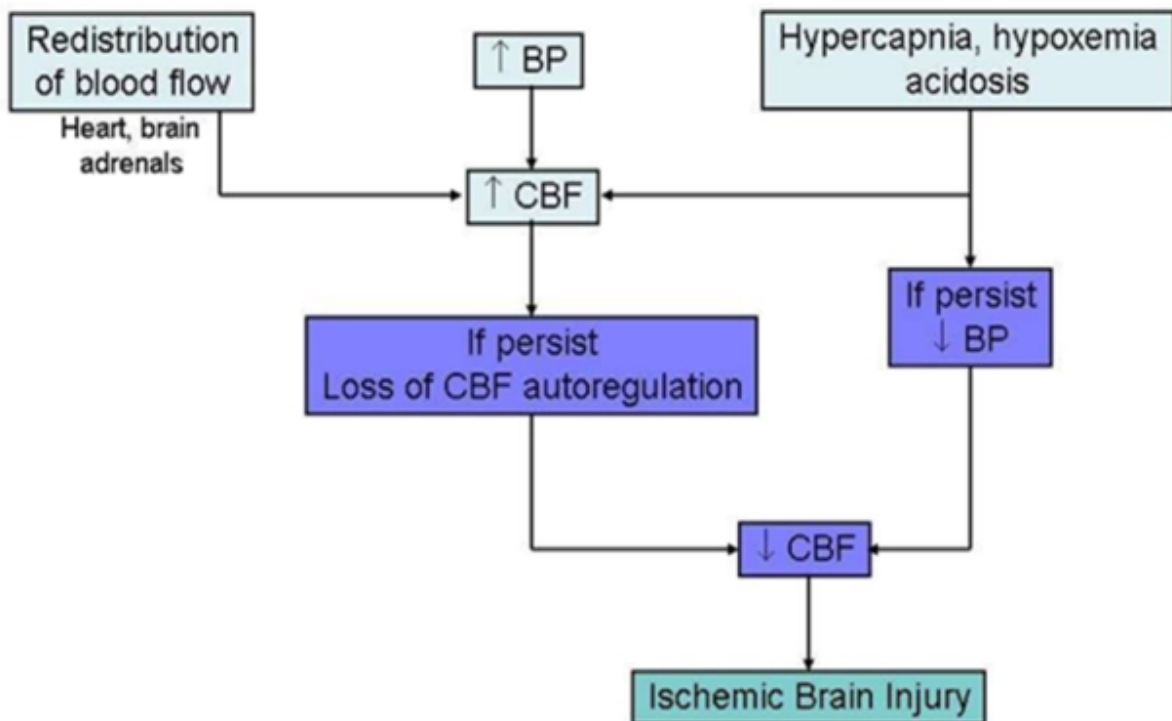 Redistribution
of blood flow
Heart, brain
adrenals
↑ BP
Hypercapnia, hypoxemia
acidosis
↑ CBF
If persist
↓ BP
If persist
Loss of CBF autoregulation
↓ CBF
Ischemic Brain Injury